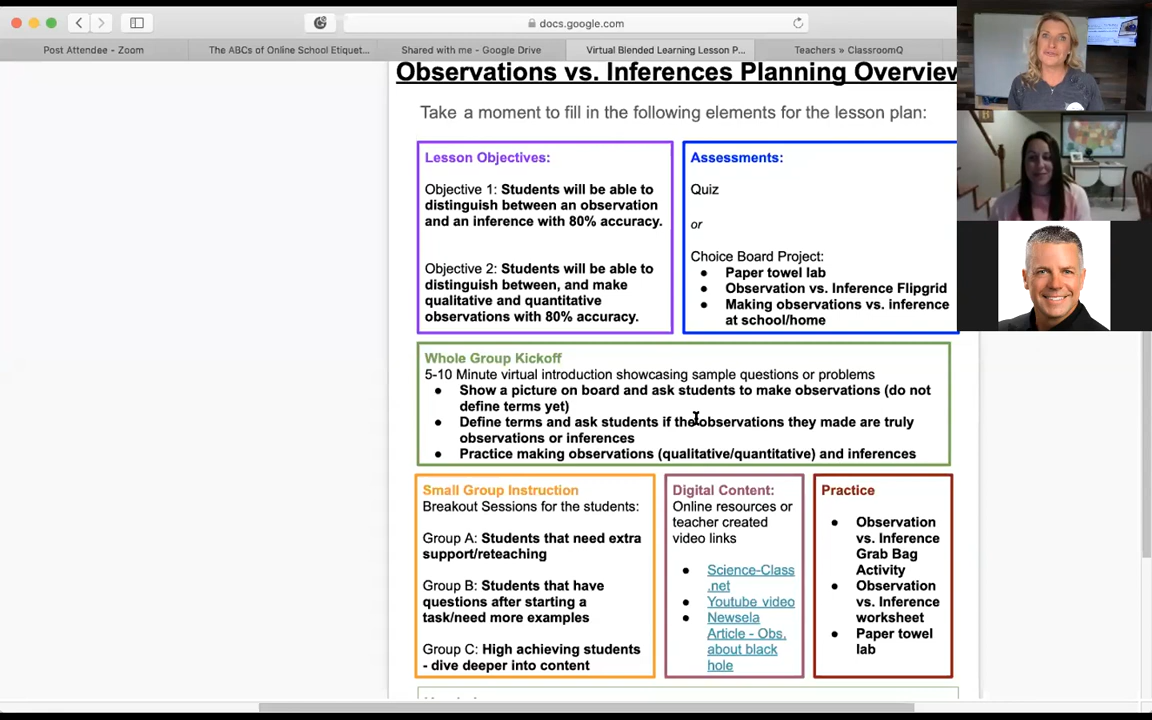 docs.google.com
Post Attendee - Zoom
The ABCs of Online School Etiquet...
Shared with me - Google Drive
Virtual Blended Learning Lesson P...
Teachers » ClassroomQ
Observations vs. Inferences Planning Overview
Take a moment to fill in the following elements for the lesson plan:
Lesson Objectives:
Objective 1: Students will be able to
distinguish between an observation
and an inference with 80% accuracy.
Objective 2: Students will be able to
distinguish between, and make
qualitative and quantitative
observations with 80% accuracy.
Assessments:
Quiz
or
Choice Board Project:
● Paper towel lab
● Observation vs. Inference Flipgrid
● Making observations vs. inference
at school/home
Whole Group Kickoff
5-10 Minute virtual introduction showcasing sample questions or problems
● Show a picture on board and ask students to make observations (do not
define terms yet)
● Define terms and ask students if the observations they made are truly
observations or inferences
● Practice making observations (qualitative/quantitative) and inferences
Small Group Instruction
Breakout Sessions for the students:
Group A: Students that need extra
support/reteaching
Group B: Students that have
questions after starting a
task/need more examples
Group C: High achieving students
- dive deeper into content
Digital Content:
Online resources or
teacher created
video links
● Science-Class
.net
● Youtube video
● Newsela
Article - Obs.
about black
hole
Practice
● Observation
vs. Inference
Grab Bag
Activity
● Observation
vs. Inference
worksheet
● Paper towel
lab